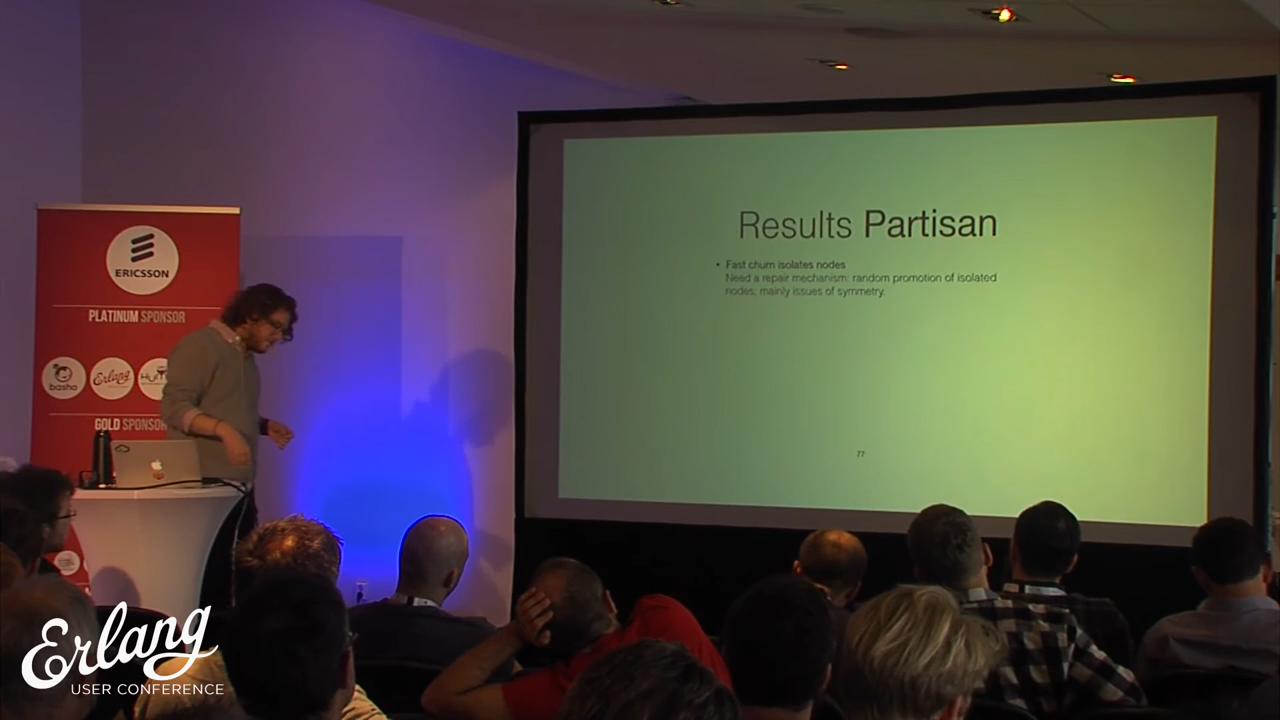 ERICSSON
PLATINUM SPONSOR
basho
Erlang
GOLD SPONSOR
Results Partisan
• Fast churn isolates nodes
Need a repair mechanism: random promotion of isolated
nodes; mainly issues of symmetry.
77
Erlang
USER CONFERENCE